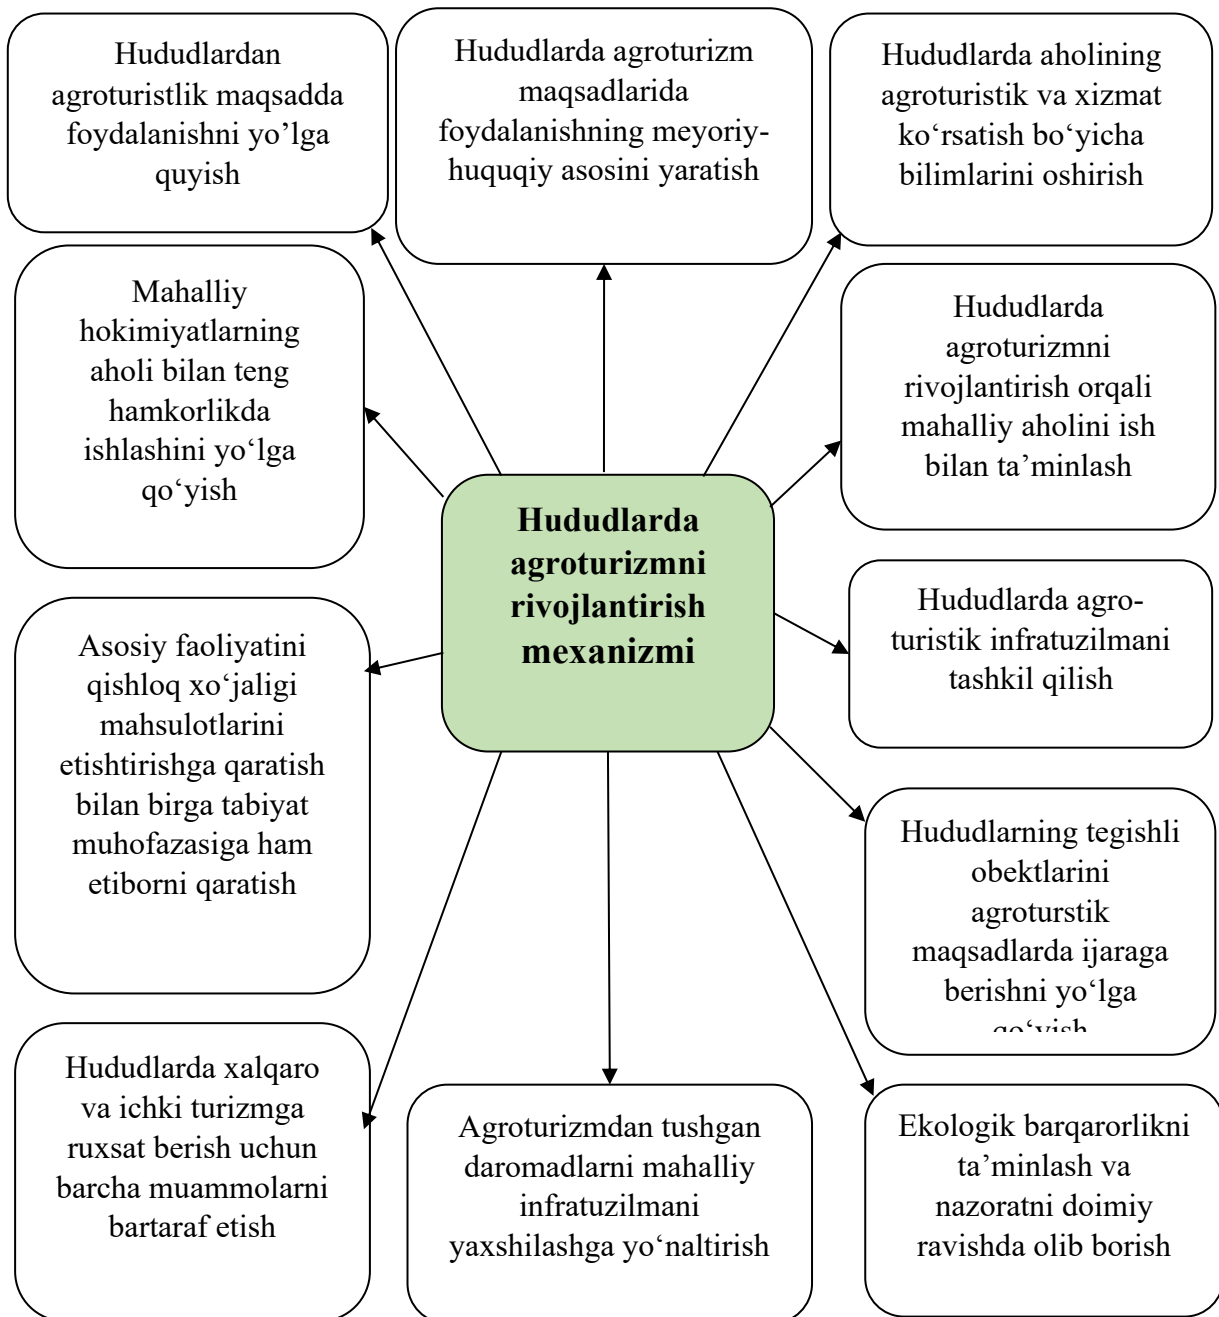 Hududlardan
agroturistlik maqsadda
foydalanishni yo’lga
quyish
Hududlarda agroturizm
maqsadlarida
foydalanishning meyoriy-
huquqiy asosini yaratish
Hududlarda aholining
agroturistik va xizmat
ko‘rsatish bo‘yicha
bilimlarini oshirish
Mahalliy
hokimiyatlarning
aholi bilan teng
hamkorlikda
ishlashini yo‘lga
qo‘yish
Hududlarda
agroturizmni
rivojlantirish orqali
mahalliy aholini ish
bilan ta’minlash
Hududlarda
agroturizmni
rivojlantirish
mexanizmi
Hududlarda agro-
turistik infratuzilmani
tashkil qilish
Asosiy faoliyatini
qishloq xo‘jaligi
mahsulotlarini
etishtirishga qaratish
bilan birga tabiyat
muhofazasiga ham
etiborni qaratish
Hududlarning tegishli
obektlarini
agroturstik
maqsadlarda ijaraga
berishni yo‘lga
qo‘yish
Hududlarda xalqaro
va ichki turizmga
ruxsat berish uchun
barcha muammolarni
bartaraf etish
Agroturizmdan tushgan
daromadlarni mahalliy
infratuzilmani
yaxshilashga yo‘naltirish
Ekologik barqarorlikni
ta’minlash va
nazoratni doimiy
ravishda olib borish